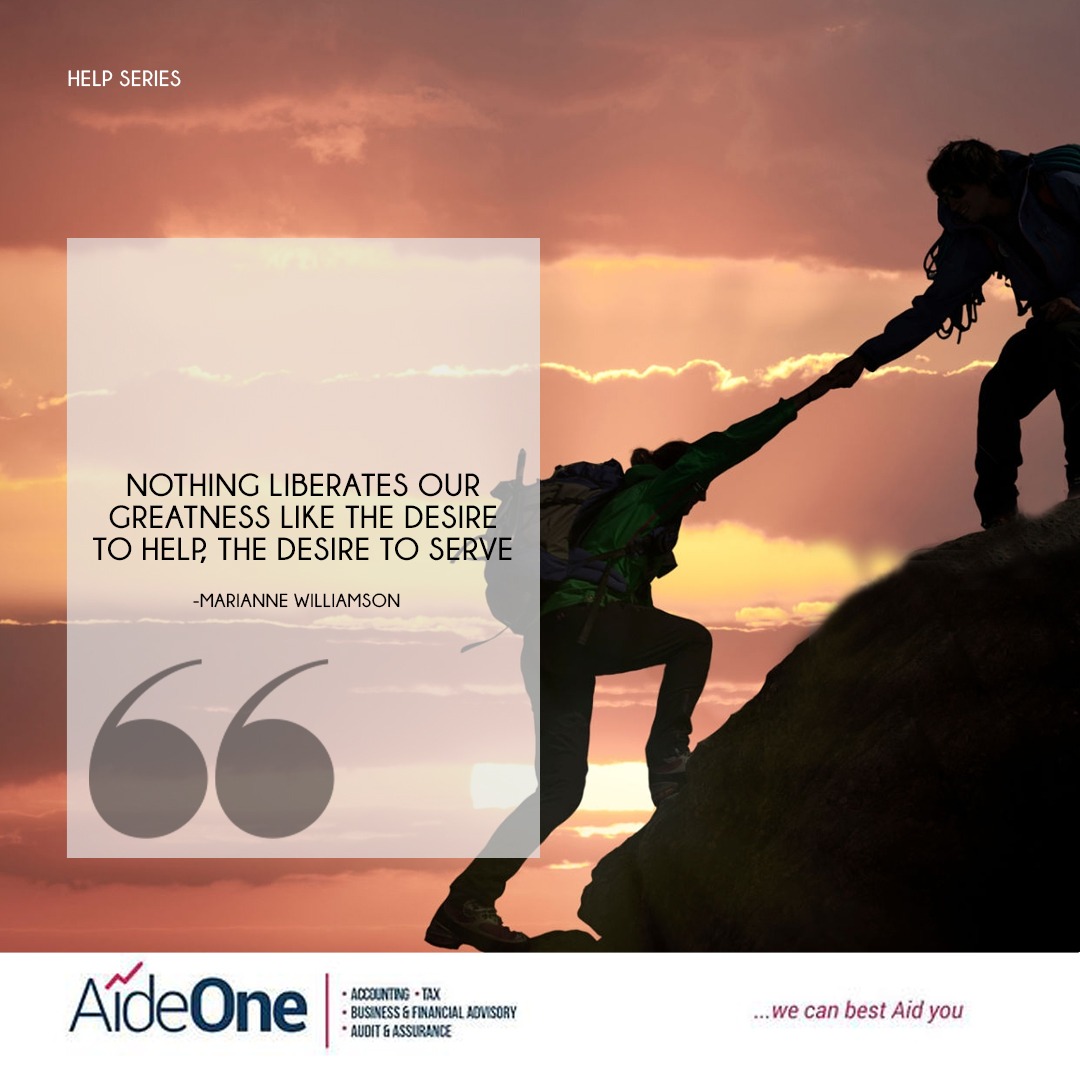 HELP SERIES
NOTHING LIBERATES OUR
GREATNESS LIKE THE DESIRE
TO HELP, THE DESIRE TO SERVE
-MARIANNE WILLIAMSON
AideOne
• ACCOUNTING • TAX
• BUSINESS & FINANCIAL ADVISORY
• AUDIT & ASSURANCE
...we can best Aid you